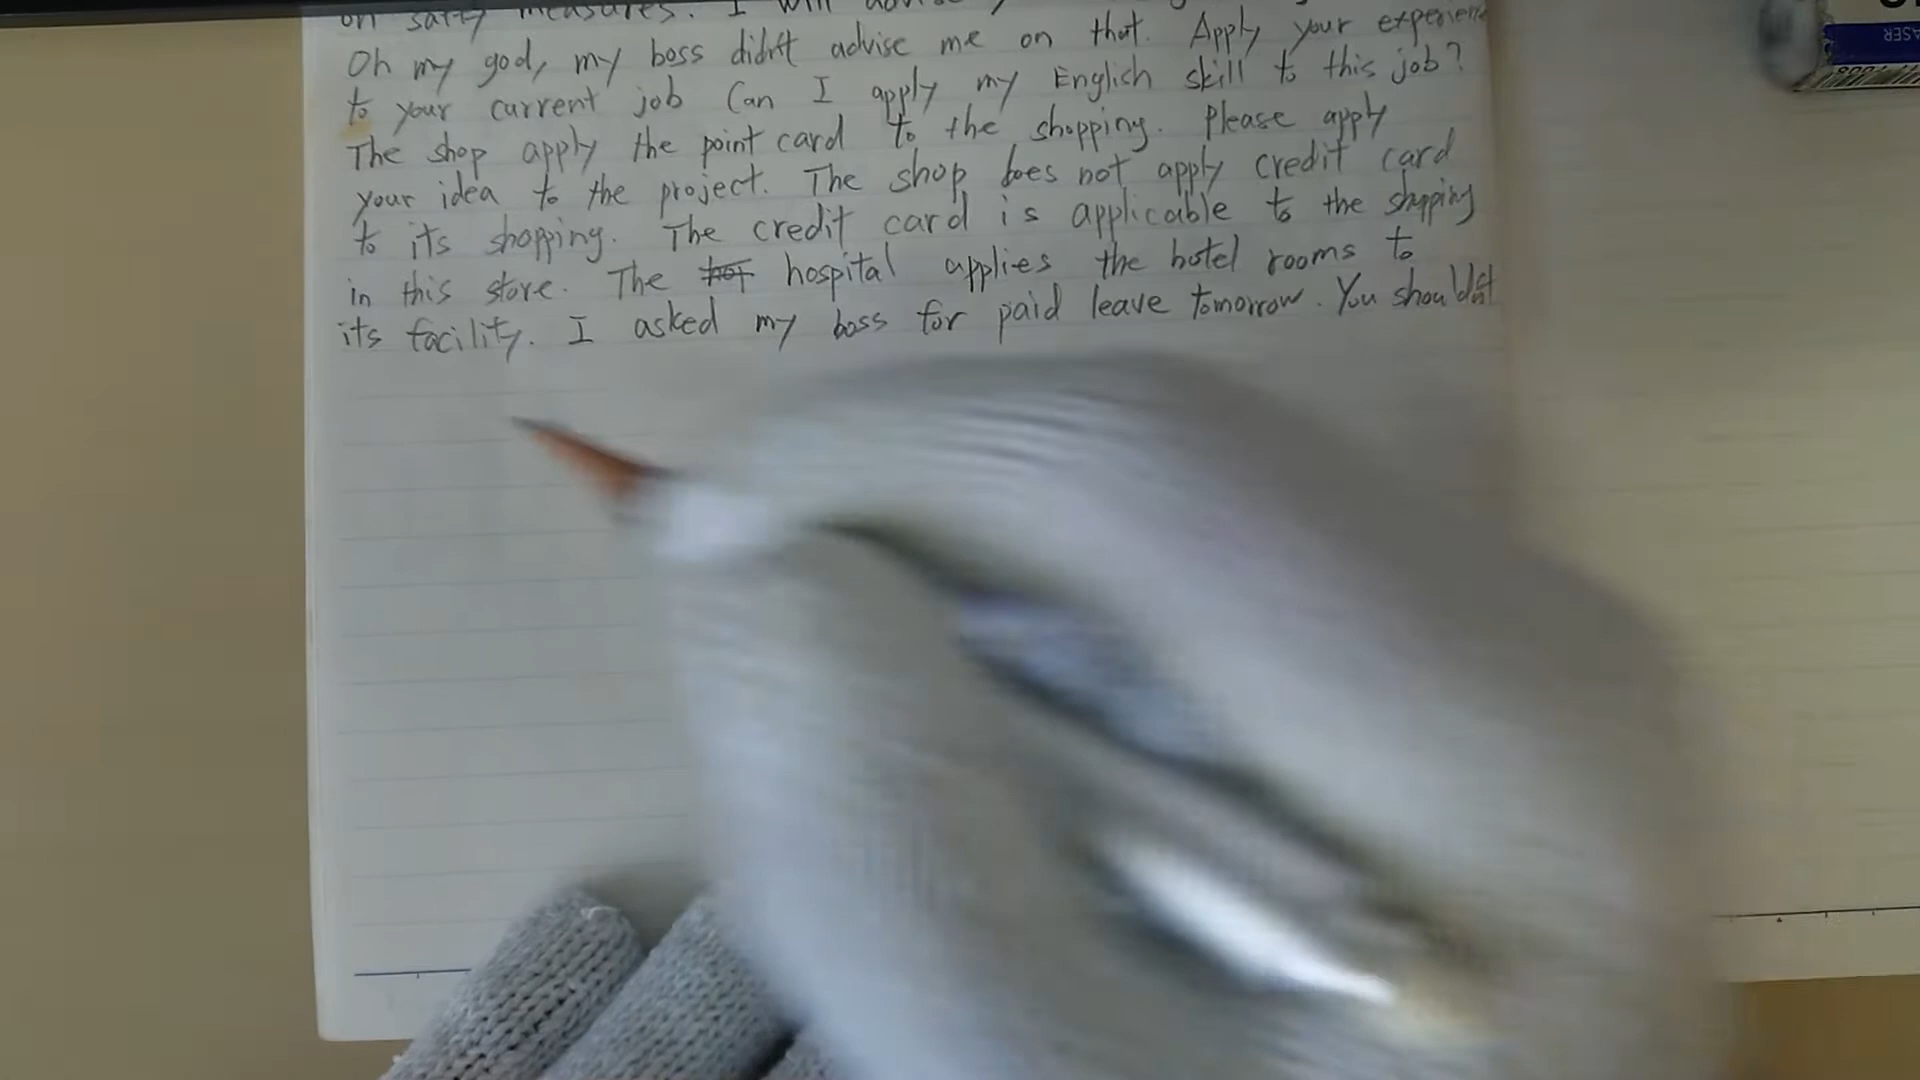 on safty measures. I will
Oh my god, my boss didn't advise me on that. Apply your experience
to your current job Can I apply my English skill to this job?
The shop apply the point card to the shopping. Please apply
your idea to the project. The shop does not apply credit card
to its shopping. The credit card is applicable to the shopping
in this store. The hospital applies the hotel rooms to
its facility. I asked my boss for paid leave tomorrow. You shouldn't